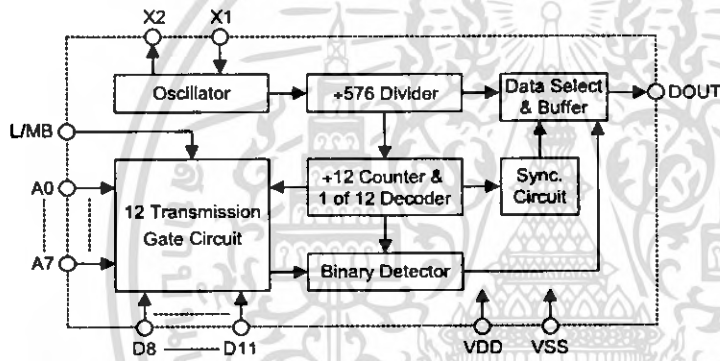 X2 X1
Oscillator
+576 Divider
Data Select
& Buffer
DOUT
L/MB
A0
A7
12 Transmission
Gate Circuit
+12 Counter &
1 of 12 Decoder
Sync.
Circuit
Binary Detector
D8 D11 VDD VSS